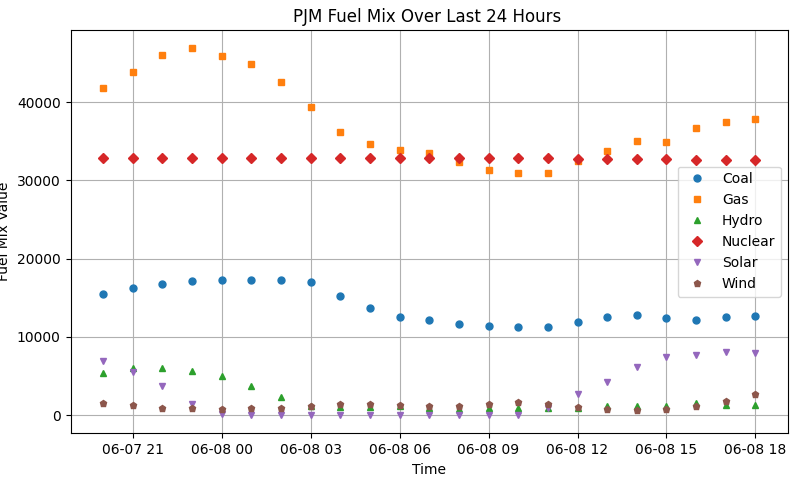 PJM Fuel Mix Over Last 24 Hours
Fuel Mix Value
40000
30000
20000
10000
0
Coal
Gas
Hydro
Nuclear
Solar
Wind
06-07 21 06-08 00 06-08 03 06-08 06 06-08 09 06-08 12 06-08 15 06-08 18
Time